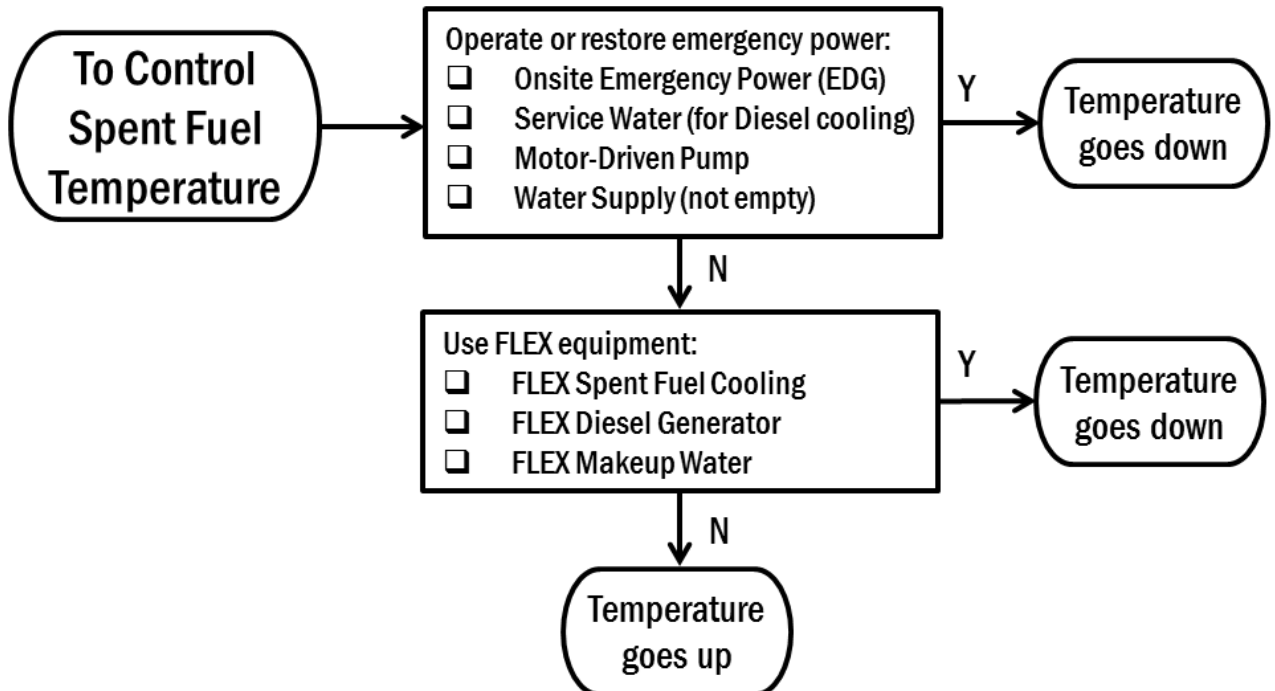 To Control
Spent Fuel
Temperature
Operate or restore emergency power:
Onsite Emergency Power (EDG)
Service Water (for Diesel cooling)
Motor-Driven Pump
Water Supply (not empty)
Y
Temperature
goes down
N
Use FLEX equipment:
FLEX Spent Fuel Cooling
FLEX Diesel Generator
FLEX Makeup Water
Y
Temperature
goes down
N
Temperature
goes up